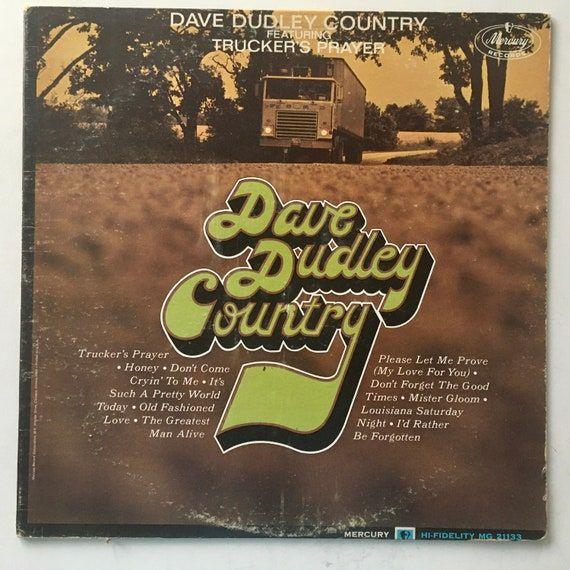 DAVE DUDLEY COUNTRY
FEATURING
TRUCKER'S PRAYER
Mercury
RECORDS
Dave
Dudley
Country
Trucker's Prayer
• Honey • Don't Come
Cryin' To Me • It's
Such A Pretty World
Today • Old Fashioned
Love • The Greatest
Man Alive
Please Let Me Prove
(My Love For You) •
Don't Forget The Good
Times • Mister Gloom •
Louisiana Saturday
Night • I'd Rather
Be Forgotten
MERCURY HI-FIDELITY MG 21133